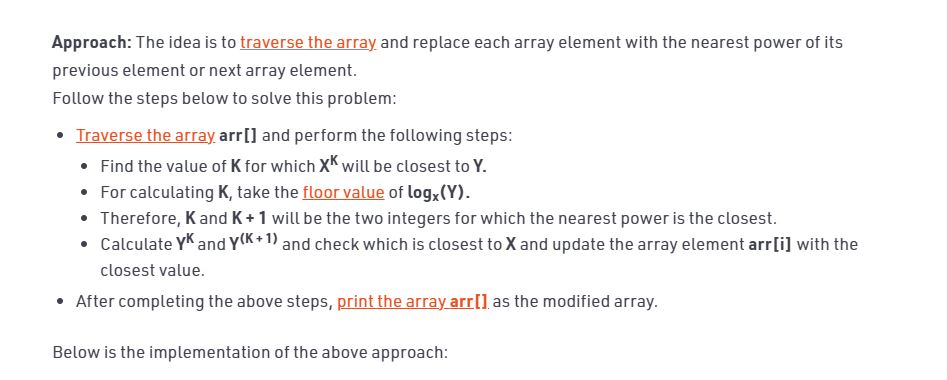 Approach: The idea is to traverse the array and replace each array element with the nearest power of its
previous element or next array element.
Follow the steps below to solve this problem:
• Traverse the array arr[] and perform the following steps:
• Find the value of K for which X^K will be closest to Y.
• For calculating K, take the floor value of logₓ(Y).
• Therefore, K and K + 1 will be the two integers for which the nearest power is the closest.
• Calculate Y^K and Y^(K + 1) and check which is closest to X and update the array element arr[i] with the
closest value.
• After completing the above steps, print the array arr[] as the modified array.
Below is the implementation of the above approach: